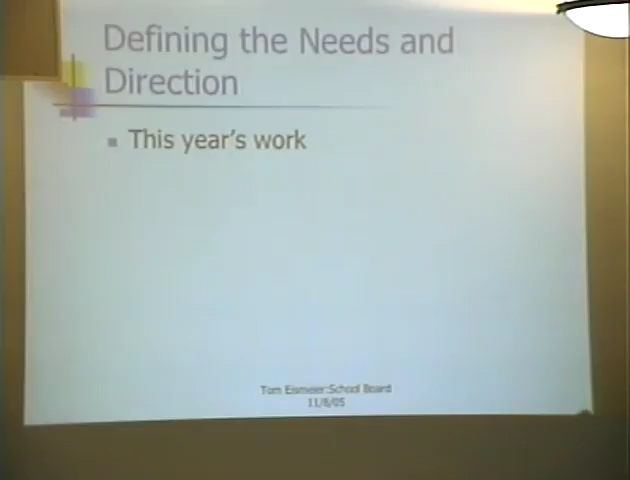 Defining the Needs and
Direction
This year's work
Tom Eismeier:School Board
11/8/05